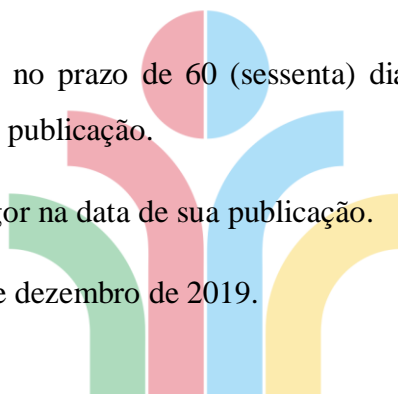 no prazo de 60 (sessenta) dia
publicação.
gor na data de sua publicação.
e dezembro de 2019.